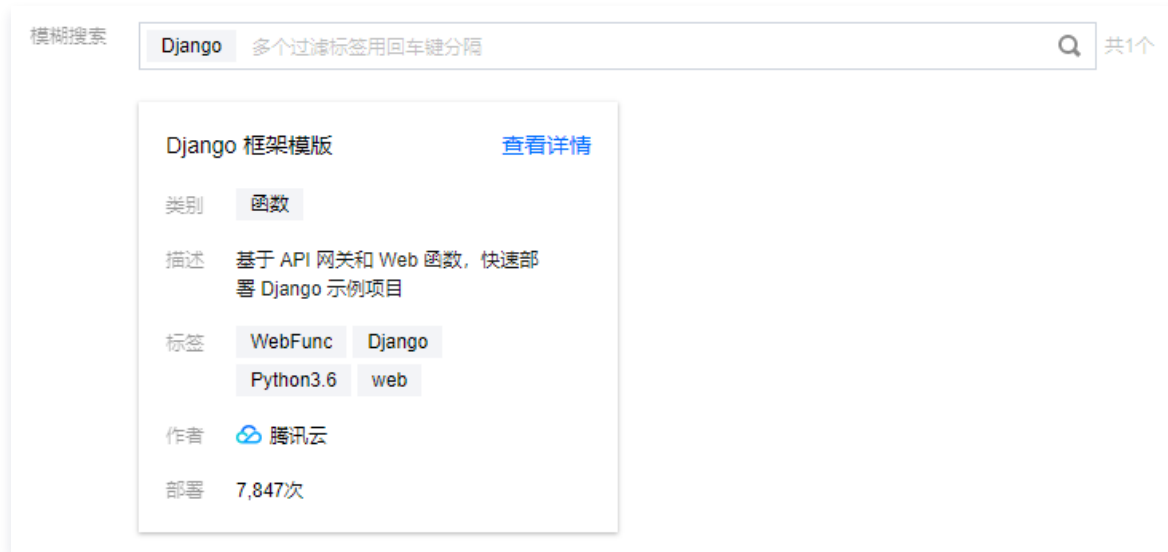 模糊搜索 Django 多个过滤标签用回车键分隔 共1个
Django 框架模版 查看详情
类别 函数
描述 基于 API 网关和 Web 函数，快速部
署 Django 示例项目
标签 WebFunc Django
Python3.6 web
作者 腾讯云
部署 7,847次